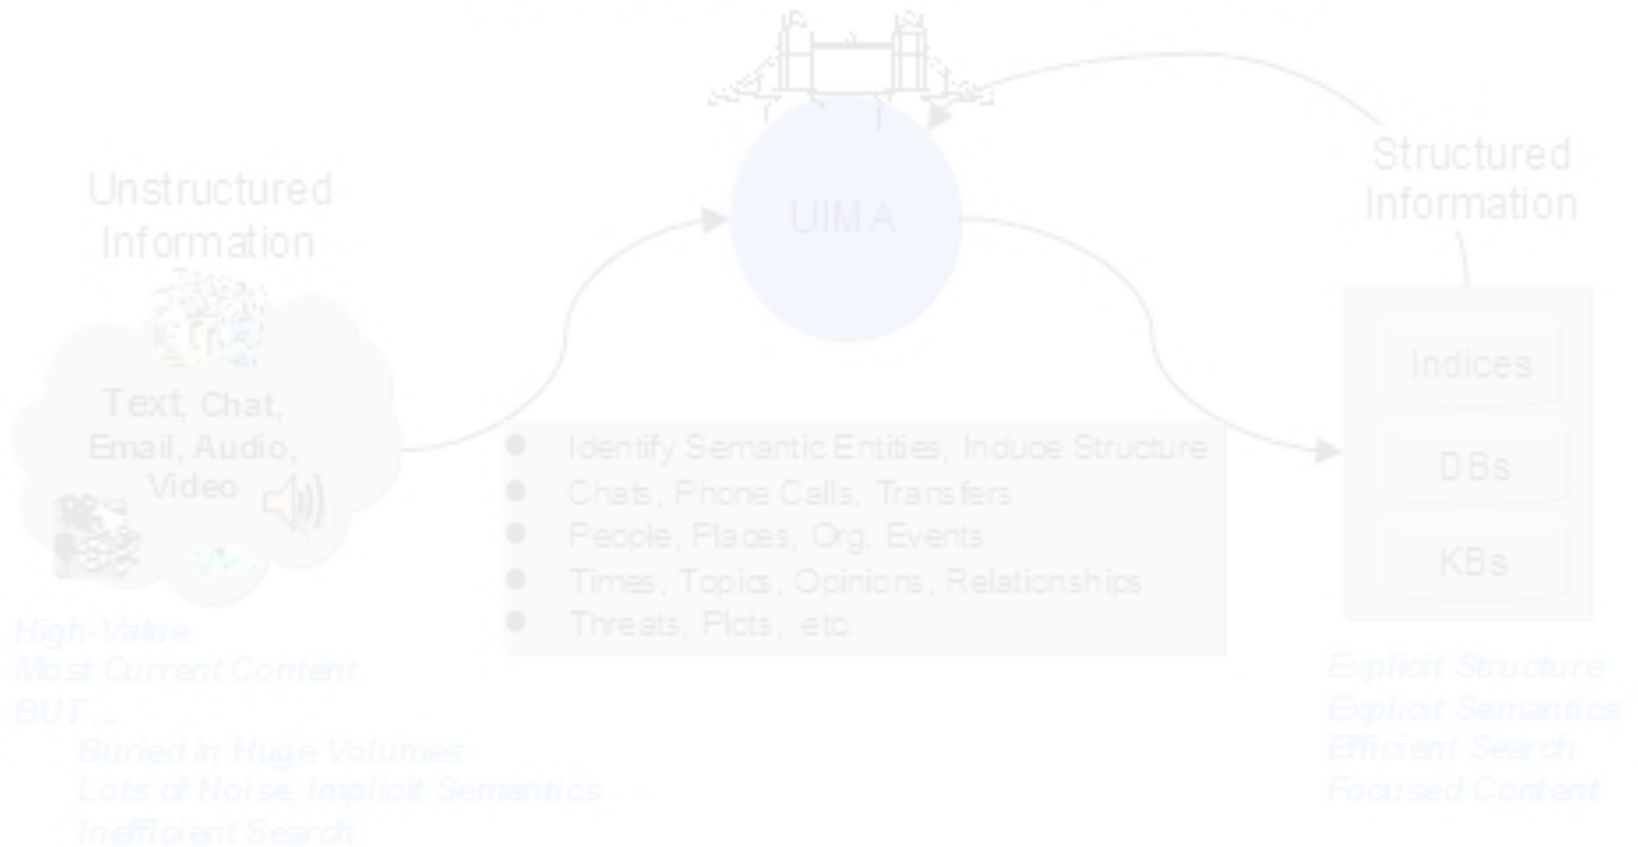 Unstructured
Information
Text, Chat,
Email, Audio,
Video
High-Value
Most Current Content
BUT ...
Buried in Huge Volumes
Lots of Noise, Implicit Semantics
Inefficient Search
UIMA
Identify Semantic Entities, Induce Structure
Chats, Phone Calls, Transfers
People, Places, Org, Events
Times, Topics, Opinions, Relationships
Threats, Plots, etc.
Structured
Information
Indices
DBs
KBs
Explicit Structure
Explicit Semantics
Efficient Search
Focused Content